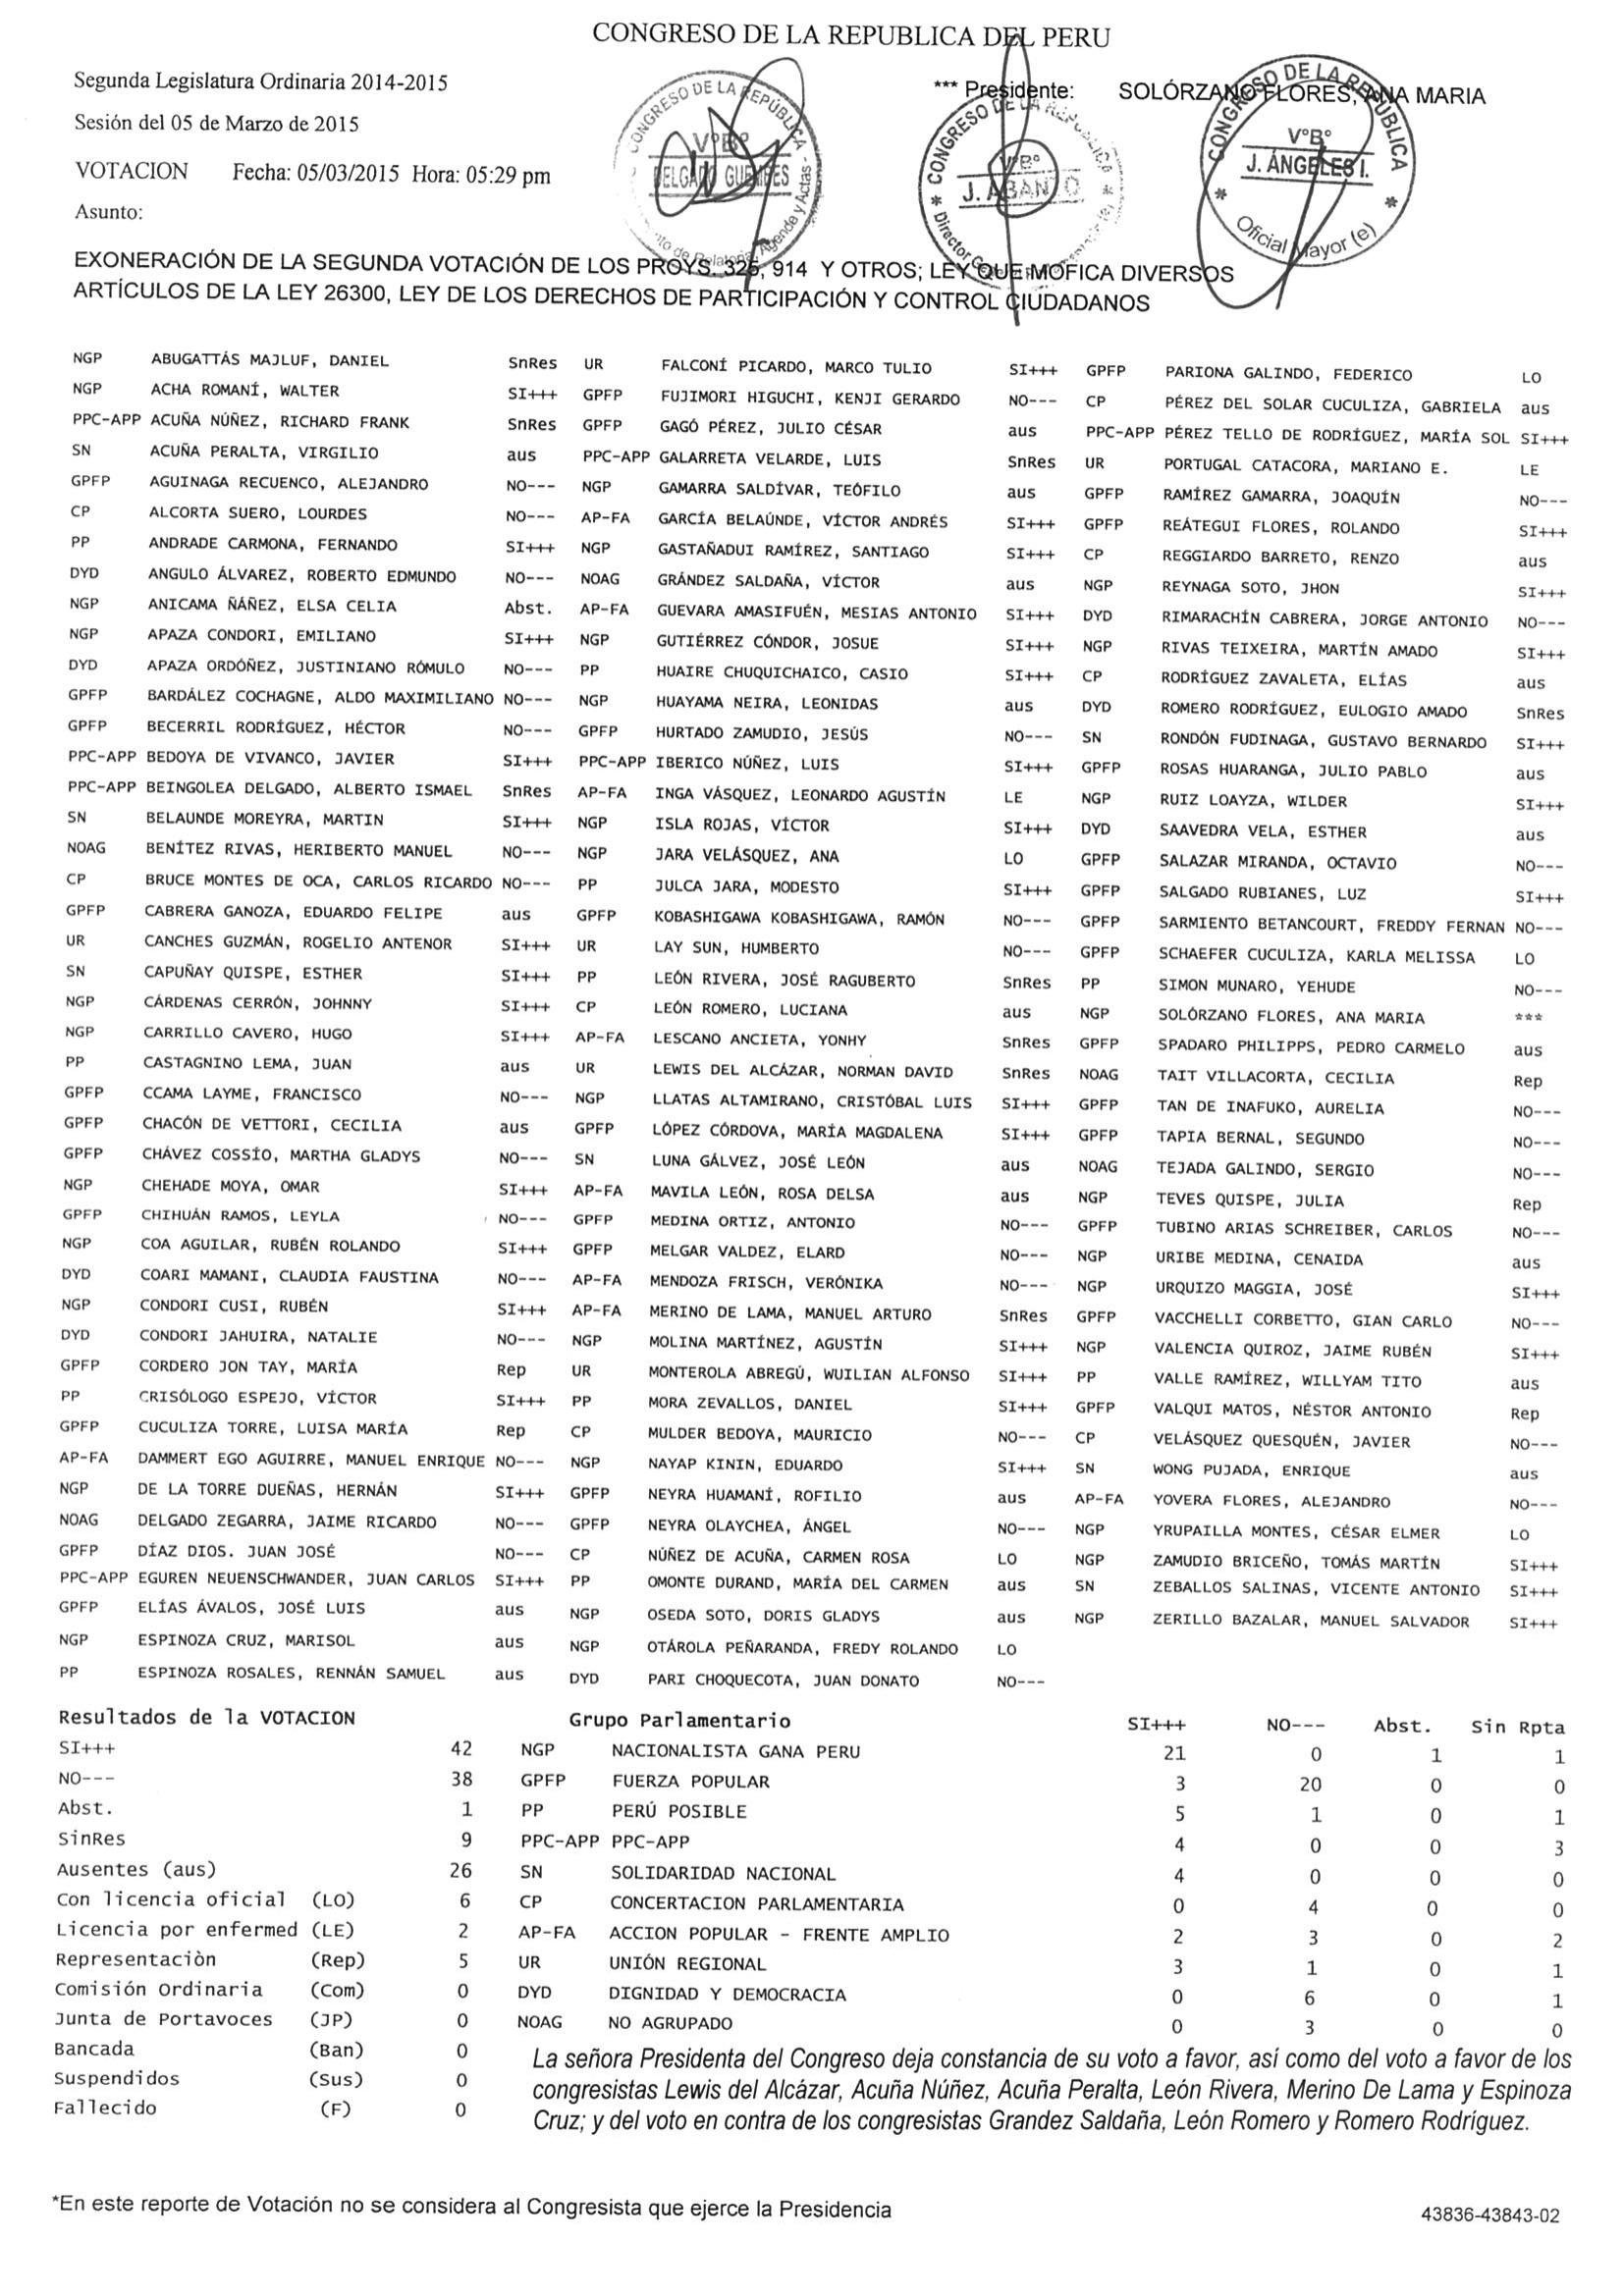 CONGRESO DE LA REPUBLICA DEL PERU
Segunda Legislatura Ordinaria 2014-2015
*** Presidente: SOLÓRZANO FLORES, ANA MARIA
Sesión del 05 de Marzo de 2015
VOTACION Fecha: 05/03/2015 Hora: 05:29 pm
Asunto:
CONGRESO DE LA REPÚBLICA
V°B°
DELGADO GUEMBES
de Relatoría, Agenda y Actas
CONGRESO DE LA REPUBLICA
V°B°
J. ABANTO
Director
CONGRESO DE LA REPÚBLICA
V°B°
J. ÁNGELES I.
Oficial Mayor (e)
EXONERACIÓN DE LA SEGUNDA VOTACIÓN DE LOS PROYS. 325, 914 Y OTROS; LEY QUE MOFICA DIVERSOS
ARTÍCULOS DE LA LEY 26300, LEY DE LOS DERECHOS DE PARTICIPACIÓN Y CONTROL CIUDADANOS
NGP ABUGATTÁS MAJLUF, DANIEL SnRes UR FALCONÍ PICARDO, MARCO TULIO SI+++ GPFP PARIONA GALINDO, FEDERICO LO
NGP ACHA ROMANÍ, WALTER SI+++ GPFP FUJIMORI HIGUCHI, KENJI GERARDO NO--- CP PÉREZ DEL SOLAR CUCULIZA, GABRIELA aus
PPC-APP ACUÑA NÚÑEZ, RICHARD FRANK SnRes GPFP GAGÓ PÉREZ, JULIO CÉSAR aus PPC-APP PÉREZ TELLO DE RODRÍGUEZ, MARÍA SOL SI+++
SN ACUÑA PERALTA, VIRGILIO aus PPC-APP GALARRETA VELARDE, LUIS SnRes UR PORTUGAL CATACORA, MARIANO E. LE
GPFP AGUINAGA RECUENCO, ALEJANDRO NO--- NGP GAMARRA SALDÍVAR, TEÓFILO aus GPFP RAMÍREZ GAMARRA, JOAQUÍN NO---
CP ALCORTA SUERO, LOURDES NO--- AP-FA GARCÍA BELAÚNDE, VÍCTOR ANDRÉS SI+++ GPFP REÁTEGUI FLORES, ROLANDO SI+++
PP ANDRADE CARMONA, FERNANDO SI+++ NGP GASTAÑADUI RAMÍREZ, SANTIAGO SI+++ CP REGGIARDO BARRETO, RENZO aus
DYD ANGULO ÁLVAREZ, ROBERTO EDMUNDO NO--- NOAG GRÁNDEZ SALDAÑA, VÍCTOR aus NGP REYNAGA SOTO, JHON SI+++
NGP ANICAMA ÑÁÑEZ, ELSA CELIA Abst. AP-FA GUEVARA AMASIFUÉN, MESIAS ANTONIO SI+++ DYD RIMARACHÍN CABRERA, JORGE ANTONIO NO---
NGP APAZA CONDORI, EMILIANO SI+++ NGP GUTIÉRREZ CÓNDOR, JOSUE SI+++ NGP RIVAS TEIXEIRA, MARTÍN AMADO SI+++
DYD APAZA ORDÓÑEZ, JUSTINIANO RÓMULO NO--- PP HUAIRE CHUQUICHAICO, CASIO SI+++ CP RODRÍGUEZ ZAVALETA, ELÍAS aus
GPFP BARDÁLEZ COCHAGNE, ALDO MAXIMILIANO NO--- NGP HUAYAMA NEIRA, LEONIDAS aus DYD ROMERO RODRÍGUEZ, EULOGIO AMADO SnRes
GPFP BECERRIL RODRÍGUEZ, HÉCTOR NO--- GPFP HURTADO ZAMUDIO, JESÚS NO--- SN RONDÓN FUDINAGA, GUSTAVO BERNARDO SI+++
PPC-APP BEDOYA DE VIVANCO, JAVIER SI+++ PPC-APP IBERICO NÚÑEZ, LUIS SI+++ GPFP ROSAS HUARANGA, JULIO PABLO aus
PPC-APP BEINGOLEA DELGADO, ALBERTO ISMAEL SnRes AP-FA INGA VÁSQUEZ, LEONARDO AGUSTÍN LE NGP RUIZ LOAYZA, WILDER SI+++
SN BELAUNDE MOREYRA, MARTIN SI+++ NGP ISLA ROJAS, VÍCTOR SI+++ DYD SAAVEDRA VELA, ESTHER aus
NOAG BENÍTEZ RIVAS, HERIBERTO MANUEL NO--- NGP JARA VELÁSQUEZ, ANA LO GPFP SALAZAR MIRANDA, OCTAVIO NO---
CP BRUCE MONTES DE OCA, CARLOS RICARDO NO--- PP JULCA JARA, MODESTO SI+++ GPFP SALGADO RUBIANES, LUZ SI+++
GPFP CABRERA GANOZA, EDUARDO FELIPE aus GPFP KOBASHIGAWA KOBASHIGAWA, RAMÓN NO--- GPFP SARMIENTO BETANCOURT, FREDDY FERNAN NO---
UR CANCHES GUZMÁN, ROGELIO ANTENOR SI+++ UR LAY SUN, HUMBERTO NO--- GPFP SCHAEFER CUCULIZA, KARLA MELISSA LO
SN CAPUÑAY QUISPE, ESTHER SI+++ PP LEÓN RIVERA, JOSÉ RAGUBERTO SnRes PP SIMON MUNARO, YEHUDE NO---
NGP CÁRDENAS CERRÓN, JOHNNY SI+++ CP LEÓN ROMERO, LUCIANA aus NGP SOLÓRZANO FLORES, ANA MARIA ***
NGP CARRILLO CAVERO, HUGO SI+++ AP-FA LESCANO ANCIETA, YONHY SnRes GPFP SPADARO PHILIPPS, PEDRO CARMELO aus
PP CASTAGNINO LEMA, JUAN aus UR LEWIS DEL ALCÁZAR, NORMAN DAVID SnRes NOAG TAIT VILLACORTA, CECILIA Rep
GPFP CCAMA LAYME, FRANCISCO NO--- NGP LLATAS ALTAMIRANO, CRISTÓBAL LUIS SI+++ GPFP TAN DE INAFUKO, AURELIA NO---
GPFP CHACÓN DE VETTORI, CECILIA aus GPFP LÓPEZ CÓRDOVA, MARÍA MAGDALENA SI+++ GPFP TAPIA BERNAL, SEGUNDO NO---
GPFP CHÁVEZ COSSÍO, MARTHA GLADYS NO--- SN LUNA GÁLVEZ, JOSÉ LEÓN aus NOAG TEJADA GALINDO, SERGIO NO---
NGP CHEHADE MOYA, OMAR SI+++ AP-FA MAVILA LEÓN, ROSA DELSA aus NGP TEVES QUISPE, JULIA Rep
GPFP CHIHUÁN RAMOS, LEYLA NO--- GPFP MEDINA ORTIZ, ANTONIO NO--- GPFP TUBINO ARIAS SCHREIBER, CARLOS NO---
NGP COA AGUILAR, RUBÉN ROLANDO SI+++ GPFP MELGAR VALDEZ, ELARD NO--- NGP URIBE MEDINA, CENAIDA aus
DYD COARI MAMANI, CLAUDIA FAUSTINA NO--- AP-FA MENDOZA FRISCH, VERÓNIKA NO--- NGP URQUIZO MAGGIA, JOSÉ SI+++
NGP CONDORI CUSI, RUBÉN SI+++ AP-FA MERINO DE LAMA, MANUEL ARTURO SnRes GPFP VACCHELLI CORBETTO, GIAN CARLO NO---
DYD CONDORI JAHUIRA, NATALIE NO--- NGP MOLINA MARTÍNEZ, AGUSTÍN SI+++ NGP VALENCIA QUIROZ, JAIME RUBÉN SI+++
GPFP CORDERO JON TAY, MARÍA Rep UR MONTEROLA ABREGÚ, WUILIAN ALFONSO SI+++ PP VALLE RAMÍREZ, WILLYAM TITO aus
PP CRISÓLOGO ESPEJO, VÍCTOR SI+++ PP MORA ZEVALLOS, DANIEL SI+++ GPFP VALQUI MATOS, NÉSTOR ANTONIO Rep
GPFP CUCULIZA TORRE, LUISA MARÍA Rep CP MULDER BEDOYA, MAURICIO NO--- CP VELÁSQUEZ QUESQUÉN, JAVIER NO---
AP-FA DAMMERT EGO AGUIRRE, MANUEL ENRIQUE NO--- NGP NAYAP KININ, EDUARDO SI+++ SN WONG PUJADA, ENRIQUE aus
NGP DE LA TORRE DUEÑAS, HERNÁN SI+++ GPFP NEYRA HUAMANÍ, ROFILIO aus AP-FA YOVERA FLORES, ALEJANDRO NO---
NOAG DELGADO ZEGARRA, JAIME RICARDO NO--- GPFP NEYRA OLAYCHEA, ÁNGEL NO--- NGP YRUPAILLA MONTES, CÉSAR ELMER LO
GPFP DÍAZ DIOS. JUAN JOSÉ NO--- CP NÚÑEZ DE ACUÑA, CARMEN ROSA LO NGP ZAMUDIO BRICEÑO, TOMÁS MARTÍN SI+++
PPC-APP EGUREN NEUENSCHWANDER, JUAN CARLOS SI+++ PP OMONTE DURAND, MARÍA DEL CARMEN aus SN ZEBALLOS SALINAS, VICENTE ANTONIO SI+++
GPFP ELÍAS ÁVALOS, JOSÉ LUIS aus NGP OSEDA SOTO, DORIS GLADYS aus NGP ZERILLO BAZALAR, MANUEL SALVADOR SI+++
NGP ESPINOZA CRUZ, MARISOL aus NGP OTÁROLA PEÑARANDA, FREDY ROLANDO LO
PP ESPINOZA ROSALES, RENNÁN SAMUEL aus DYD PARI CHOQUECOTA, JUAN DONATO NO---
Resultados de la VOTACION Grupo Parlamentario SI+++ NO--- Abst. Sin Rpta
SI+++ 42 NGP NACIONALISTA GANA PERU 21 0 1 1
NO--- 38 GPFP FUERZA POPULAR 3 20 0 0
Abst. 1 PP PERÚ POSIBLE 5 1 0 1
SinRes 9 PPC-APP PPC-APP 4 0 0 3
Ausentes (aus) 26 SN SOLIDARIDAD NACIONAL 4 0 0 0
Con licencia oficial (LO) 6 CP CONCERTACION PARLAMENTARIA 0 4 0 0
Licencia por enfermed (LE) 2 AP-FA ACCION POPULAR - FRENTE AMPLIO 2 3 0 2
Representaciòn (Rep) 5 UR UNIÓN REGIONAL 3 1 0 1
Comisión Ordinaria (Com) 0 DYD DIGNIDAD Y DEMOCRACIA 0 6 0 1
Junta de Portavoces (JP) 0 NOAG NO AGRUPADO 0 3 0 0
Bancada (Ban) 0
Suspendidos (Sus) 0
Fallecido (F) 0
La señora Presidenta del Congreso deja constancia de su voto a favor, así como del voto a favor de los
congresistas Lewis del Alcázar, Acuña Núñez, Acuña Peralta, León Rivera, Merino De Lama y Espinoza
Cruz; y del voto en contra de los congresistas Grandez Saldaña, León Romero y Romero Rodríguez.
*En este reporte de Votación no se considera al Congresista que ejerce la Presidencia
43836-43843-02